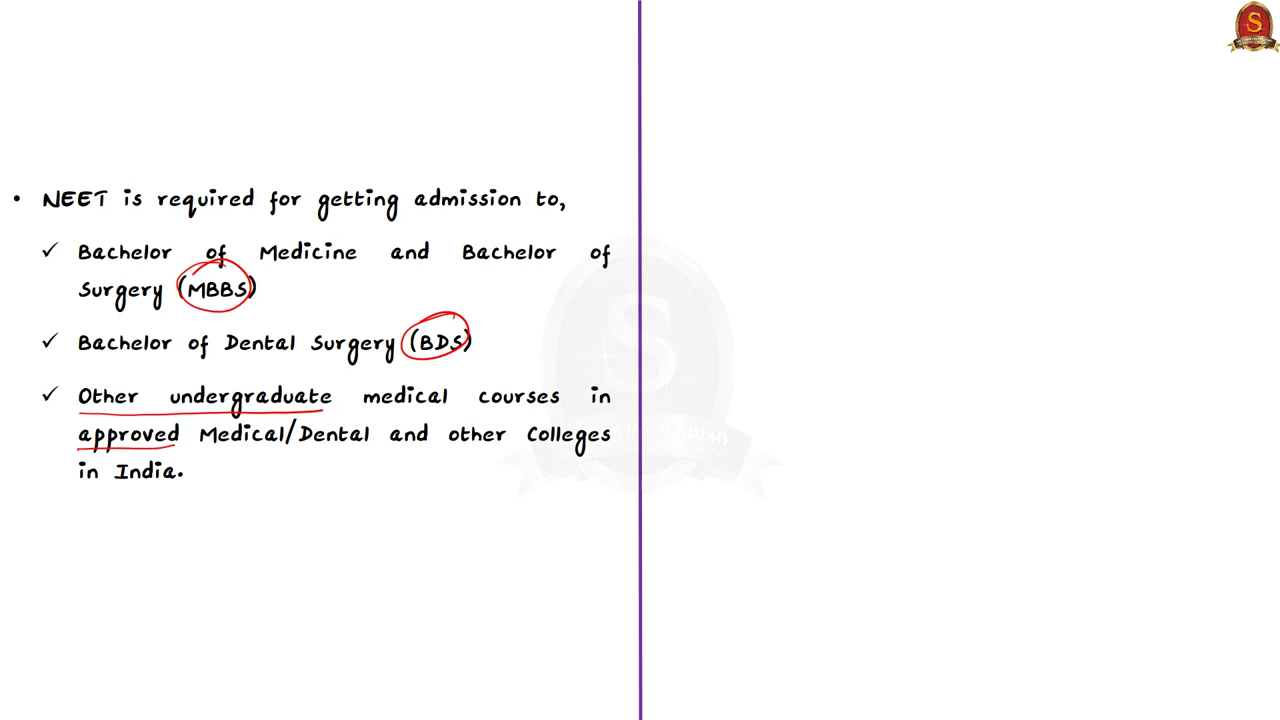 • NEET is required for getting admission to,
✓ Bachelor of Medicine and Bachelor of
Surgery (MBBS)
✓ Bachelor of Dental Surgery (BDS)
✓ Other undergraduate medical courses in
approved Medical/Dental and other Colleges
in India.
S
S
ACADEMY